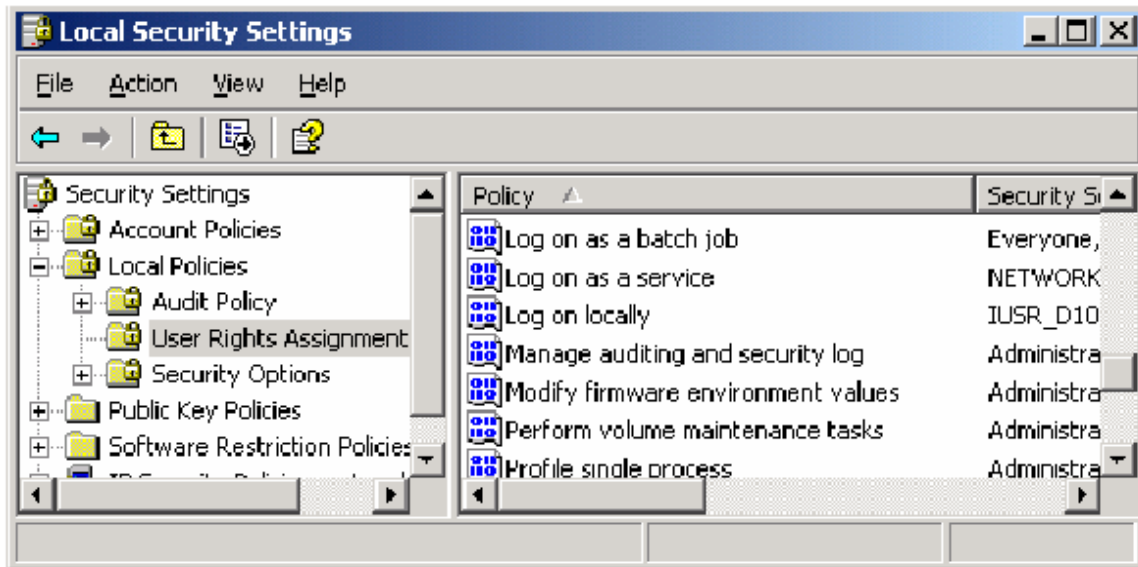 Local Security Settings
File Action View Help
Security Settings
Account Policies
Local Policies
Audit Policy
User Rights Assignment
Security Options
Public Key Policies
Software Restriction Policies
Policy Security S
Log on as a batch job Everyone,
Log on as a service NETWORK
Log on locally IUSR_D10
Manage auditing and security log Administra
Modify firmware environment values Administra
Perform volume maintenance tasks Administra
Profile single process Administra